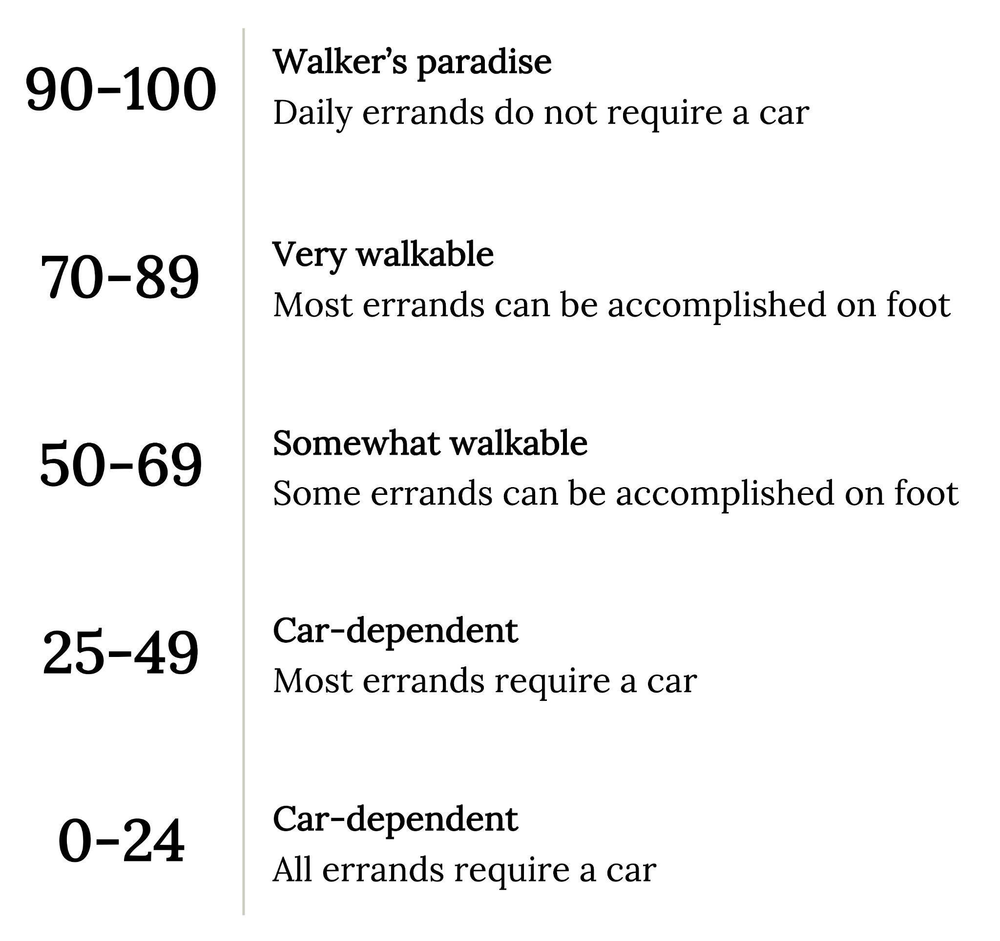 90-100
Walker’s paradise
Daily errands do not require a car
70-89
Very walkable
Most errands can be accomplished on foot
50-69
Somewhat walkable
Some errands can be accomplished on foot
25-49
Car-dependent
Most errands require a car
0-24
Car-dependent
All errands require a car